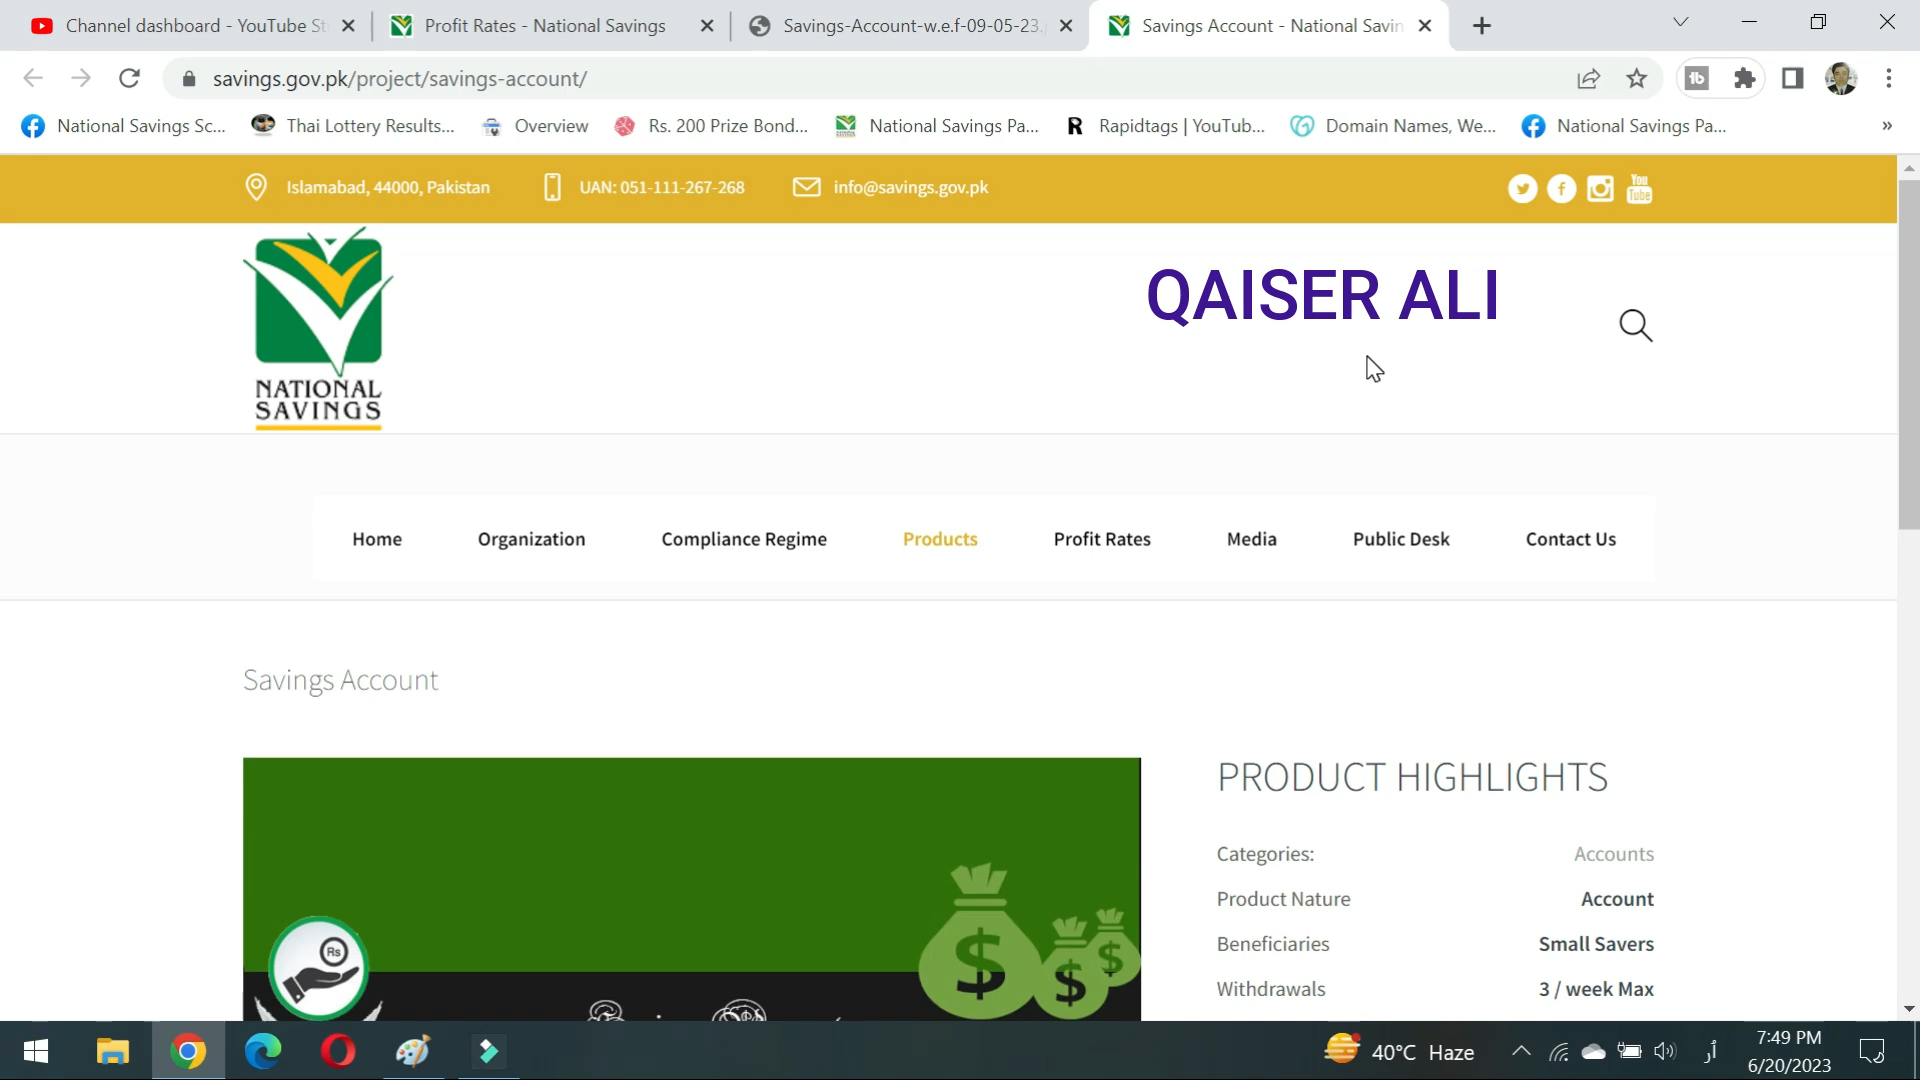 Channel dashboard - YouTube St
Profit Rates - National Savings
Savings-Account-w.e.f-09-05-23.
Savings Account - National Savin
savings.gov.pk/project/savings-account/
National Savings Sc...
Thai Lottery Results...
Overview
Rs. 200 Prize Bond...
National Savings Pa...
R
Rapidtags | YouTub...
Domain Names, We...
National Savings Pa...
»
Islamabad, 44000, Pakistan
UAN: 051-111-267-268
info@savings.gov.pk
You
Tube
NATIONAL
SAVINGS
QAISER ALI
Home
Organization
Compliance Regime
Products
Profit Rates
Media
Public Desk
Contact Us
Savings Account
PRODUCT HIGHLIGHTS
Categories: Accounts
Product Nature Account
Beneficiaries Small Savers
Withdrawals 3 / week Max
Rs
$ $ $
40°C Haze
7:49 PM
6/20/2023